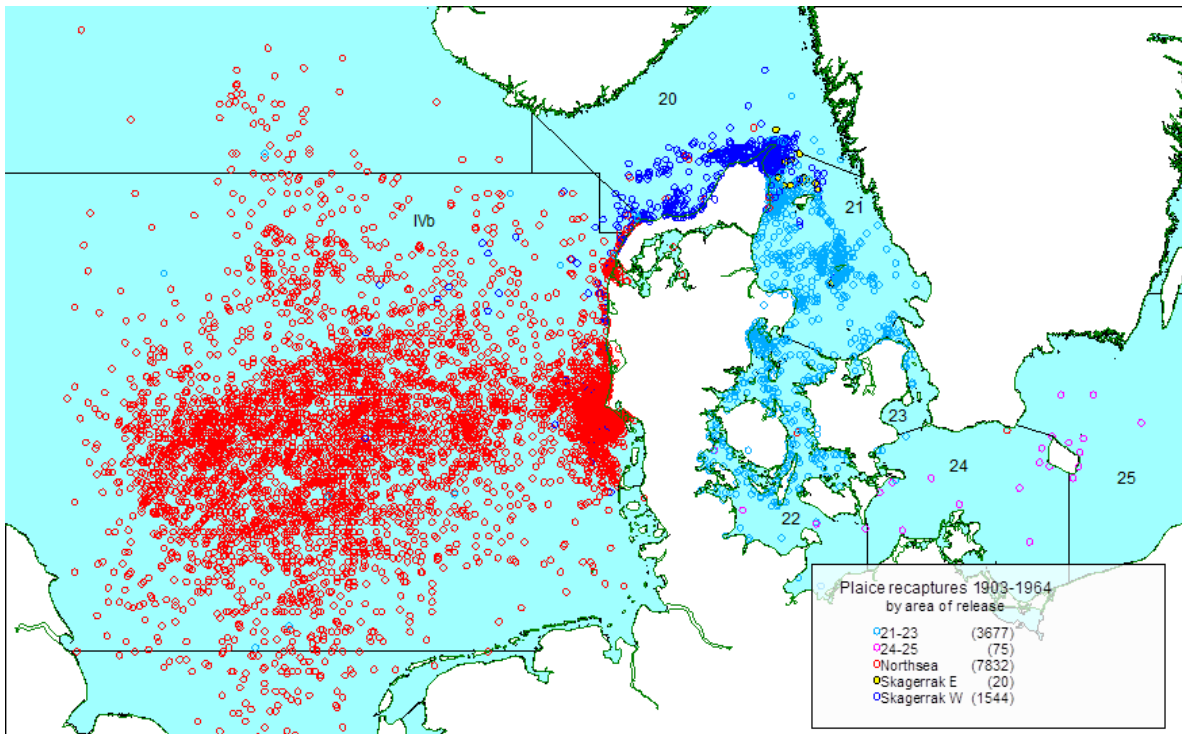 20
21
IVb
23
24
25
22
Plaice recaptures 1903-1964
by area of release
21-23 (3677)
24-25 (75)
Northsea (7832)
Skagerrak E (20)
Skagerrak W (1544)